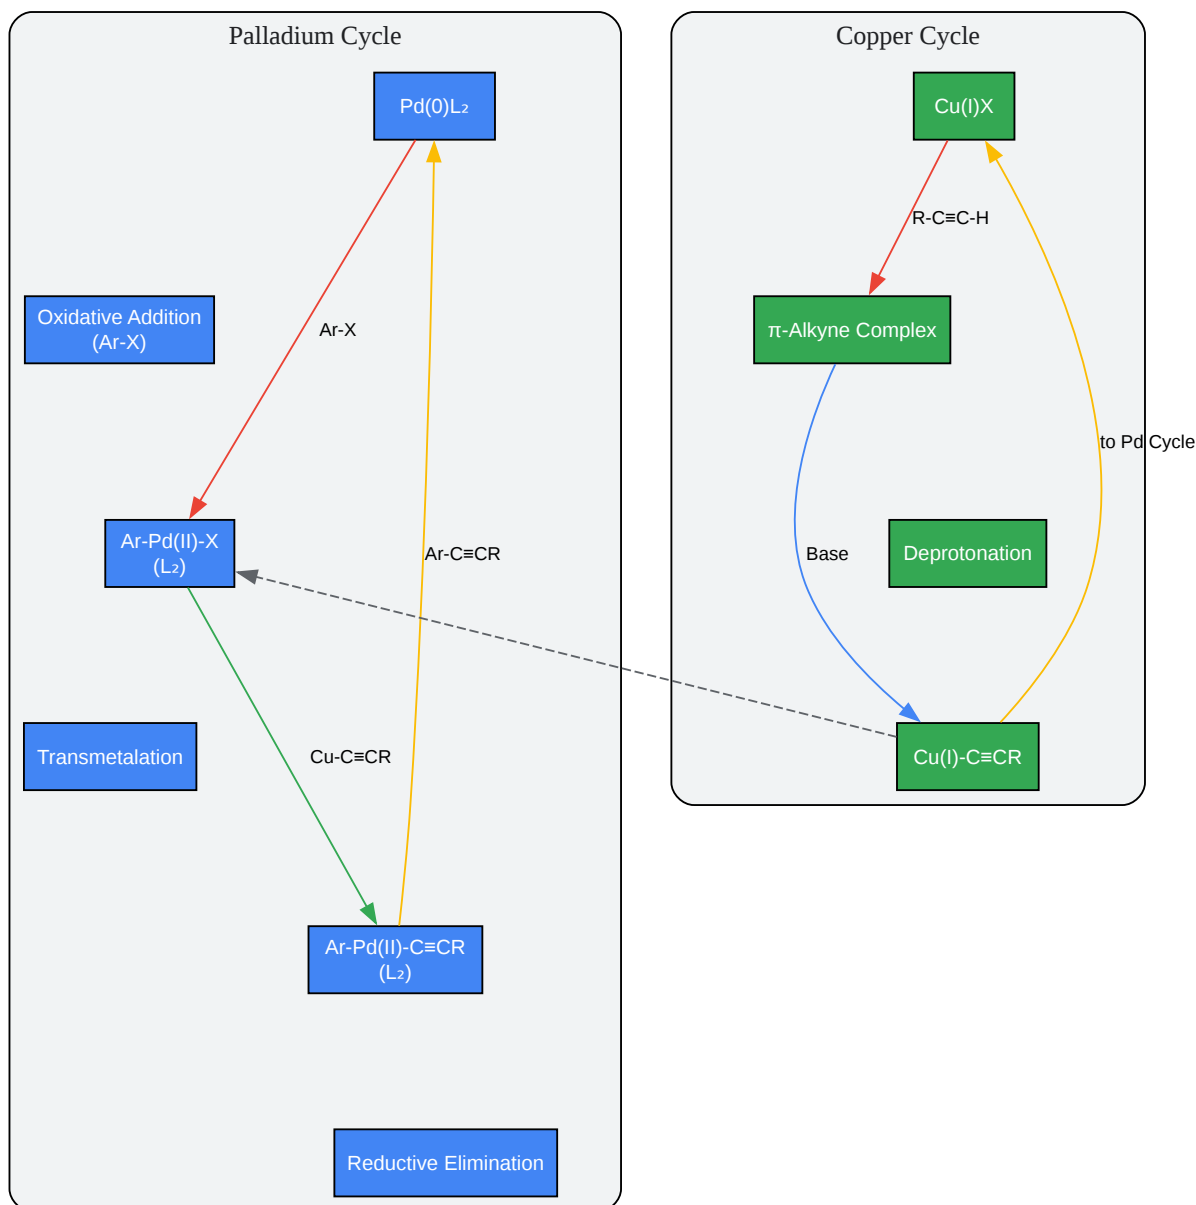 Palladium Cycle
Pd(0)L₂
Oxidative Addition
(Ar-X)
Ar-X
Ar-Pd(II)-X
(L₂)
Ar-C≡CR
Transmetalation
Cu-C≡CR
Ar-Pd(II)-C≡CR
(L₂)
Reductive Elimination
Copper Cycle
Cu(I)X
R-C≡C-H
π-Alkyne Complex
to Pd Cycle
Base
Deprotonation
Cu(I)-C≡CR